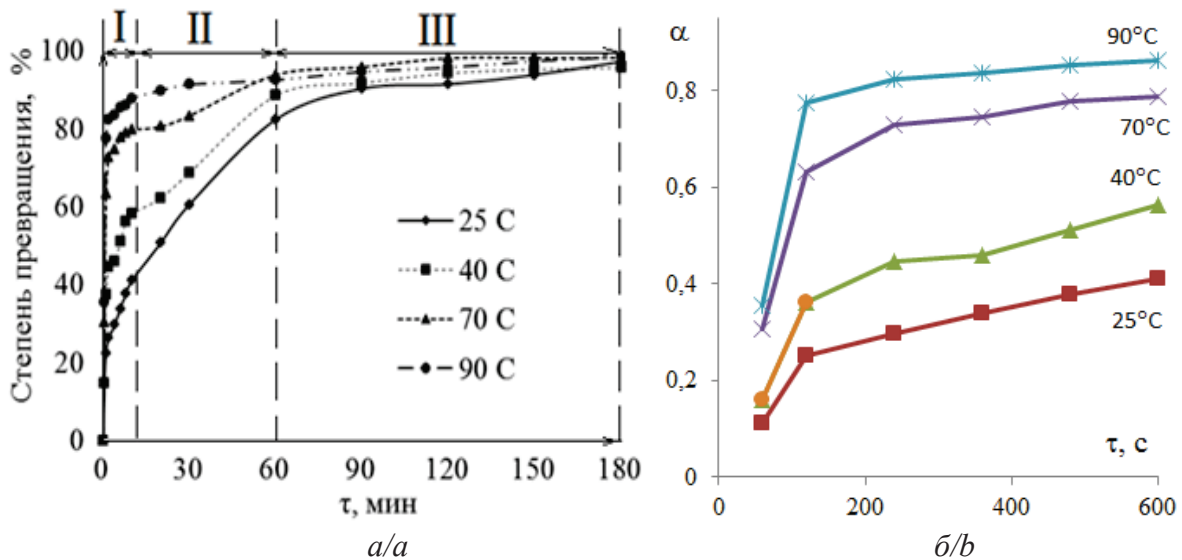 I II III
Степень превращения, %
100
80
60
40
20
0
25 C
40 C
70 C
90 C
0 30 60 90 120 150 180
τ, мин
а/a
α
0,8
0,6
0,4
0,2
0
90°C
70°C
40°C
25°C
τ, с
0 200 400 600
б/b